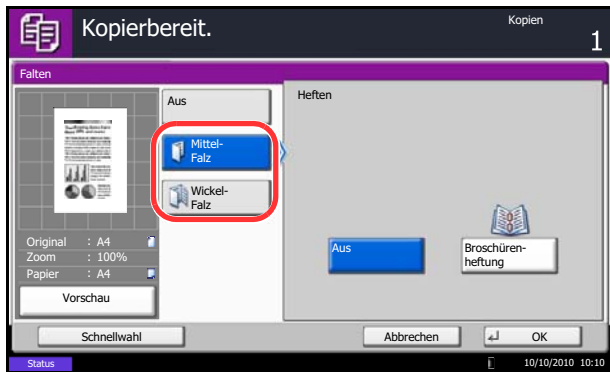 Kopierbereit.
Kopien
1
Falten
Aus
Mittel-
Falz
Wickel-
Falz
Heften
Aus
Broschüren-
heftung
Original : A4
Zoom : 100%
Papier : A4
Vorschau
Schnellwahl
Abbrechen
OK
Status
10/10/2010 10:10